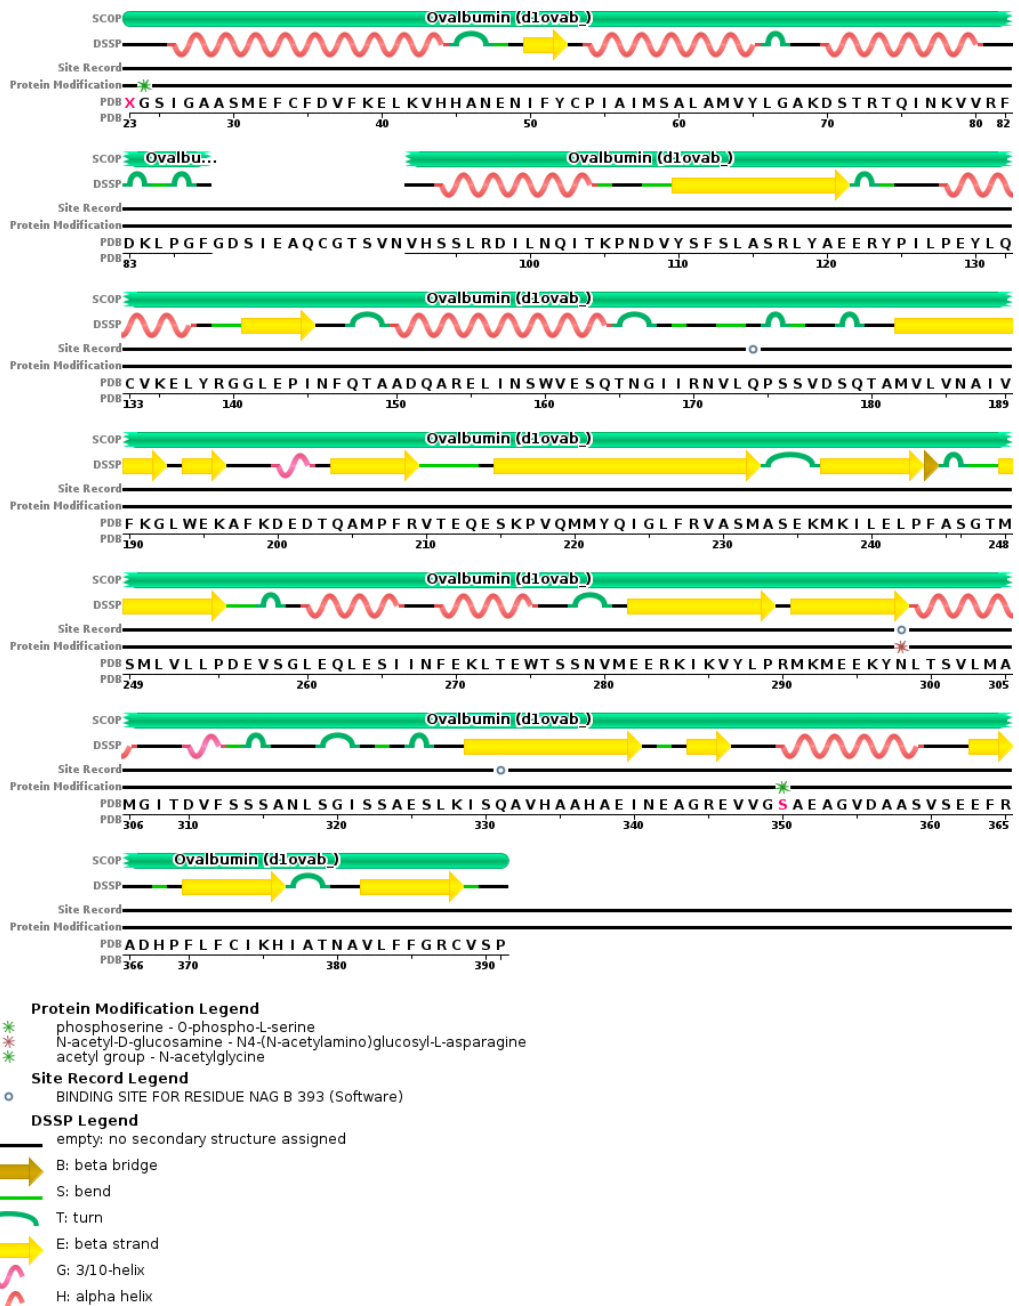 SCOP Ovalbumin (d1ovab_)
DSSP
Site Record
Protein Modification
PDB XGSIGAASMEFCFDVFKELKVHHANENIFYCPIAIMSALAMVYLGAKDSTRTQINKVVRF
PDB 23 30 40 50 60 70 80 82
SCOP Ovalbu... Ovalbumin (d1ovab_)
DSSP
Site Record
Protein Modification
PDB DKLPGFGDSIEAQCGTSVNVHSSLRDILNQITKPNDVYSFSLASRLYAEERYPILPEYLQ
PDB 83 100 110 120 130
SCOP Ovalbumin (d1ovab_)
DSSP
Site Record
Protein Modification
PDB CVKELYRGGLEPINFQTAADQARELINSWVESQTNGIIRNVLQPSSVDSQTAMVLVNAIV
PDB 133 140 150 160 170 180 189
SCOP Ovalbumin (d1ovab_)
DSSP
Site Record
Protein Modification
PDB FKGLWEKAFKDEDTQAMPFRVTEQESKPVQMMYQIGLFRVASMASEKMKILELPFASGTM
PDB 190 200 210 220 230 240 248
SCOP Ovalbumin (d1ovab_)
DSSP
Site Record
Protein Modification
PDB SMLVLLPDEVSGLEQLESIINFEKLTEWTSSNVMEERKIKVYLPRMKMEEKYNLTSVLMA
PDB 249 260 270 280 290 300 305
SCOP Ovalbumin (d1ovab_)
DSSP
Site Record
Protein Modification
PDB MGITDVFSSSANLSGISSAESLKISQAVHAAHAEINEAGREVVGSAEAGVDAASVSEEFR
PDB 306 310 320 330 340 350 360 365
SCOP Ovalbumin (d1ovab_)
DSSP
Site Record
Protein Modification
PDB ADHPFLFCIKHIATNAVLFFGRCVSP
PDB 366 370 380 390
Protein Modification Legend
phosphoserine - O-phospho-L-serine
N-acetyl-D-glucosamine - N4-(N-acetylamino)glucosyl-L-asparagine
acetyl group - N-acetylglycine
Site Record Legend
BINDING SITE FOR RESIDUE NAG B 393 (Software)
DSSP Legend
empty: no secondary structure assigned
B: beta bridge
S: bend
T: turn
E: beta strand
G: 3/10-helix
H: alpha helix